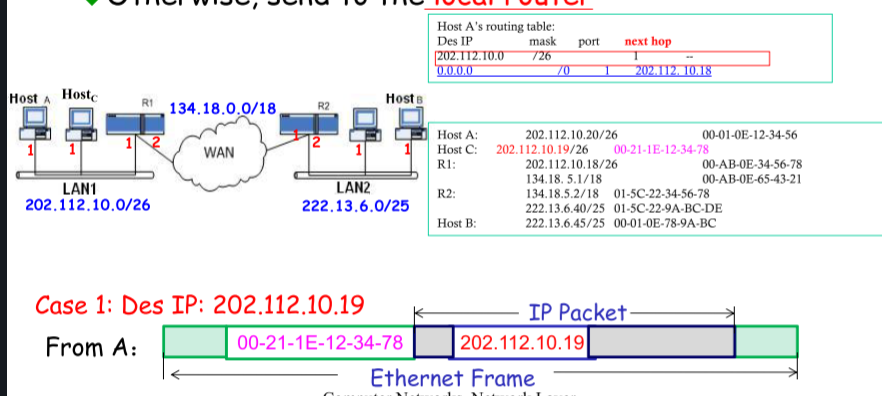 Otherwise, send to the local router
Host A's routing table:
Des IP mask port next hop
202.112.10.0 /26 1 --
0.0.0.0 /0 1 202.112. 10.18
Host A Host C R1 134.18.0.0/18 R2 Host B
1 1 1 2 WAN 1 2 1 1
LAN1 LAN2
202.112.10.0/26 222.13.6.0/25
Host A: 202.112.10.20/26 00-01-0E-12-34-56
Host C: 202.112.10.19/26 00-21-1E-12-34-78
R1: 202.112.10.18/26 00-AB-0E-34-56-78
134.18. 5.1/18 00-AB-0E-65-43-21
R2: 134.18.5.2/18 01-5C-22-34-56-78
222.13.6.40/25 01-5C-22-9A-BC-DE
Host B: 222.13.6.45/25 00-01-0E-78-9A-BC
Case 1: Des IP: 202.112.10.19
IP Packet
From A: 00-21-1E-12-34-78 202.112.10.19
Ethernet Frame
Computer Networks, Network Layer